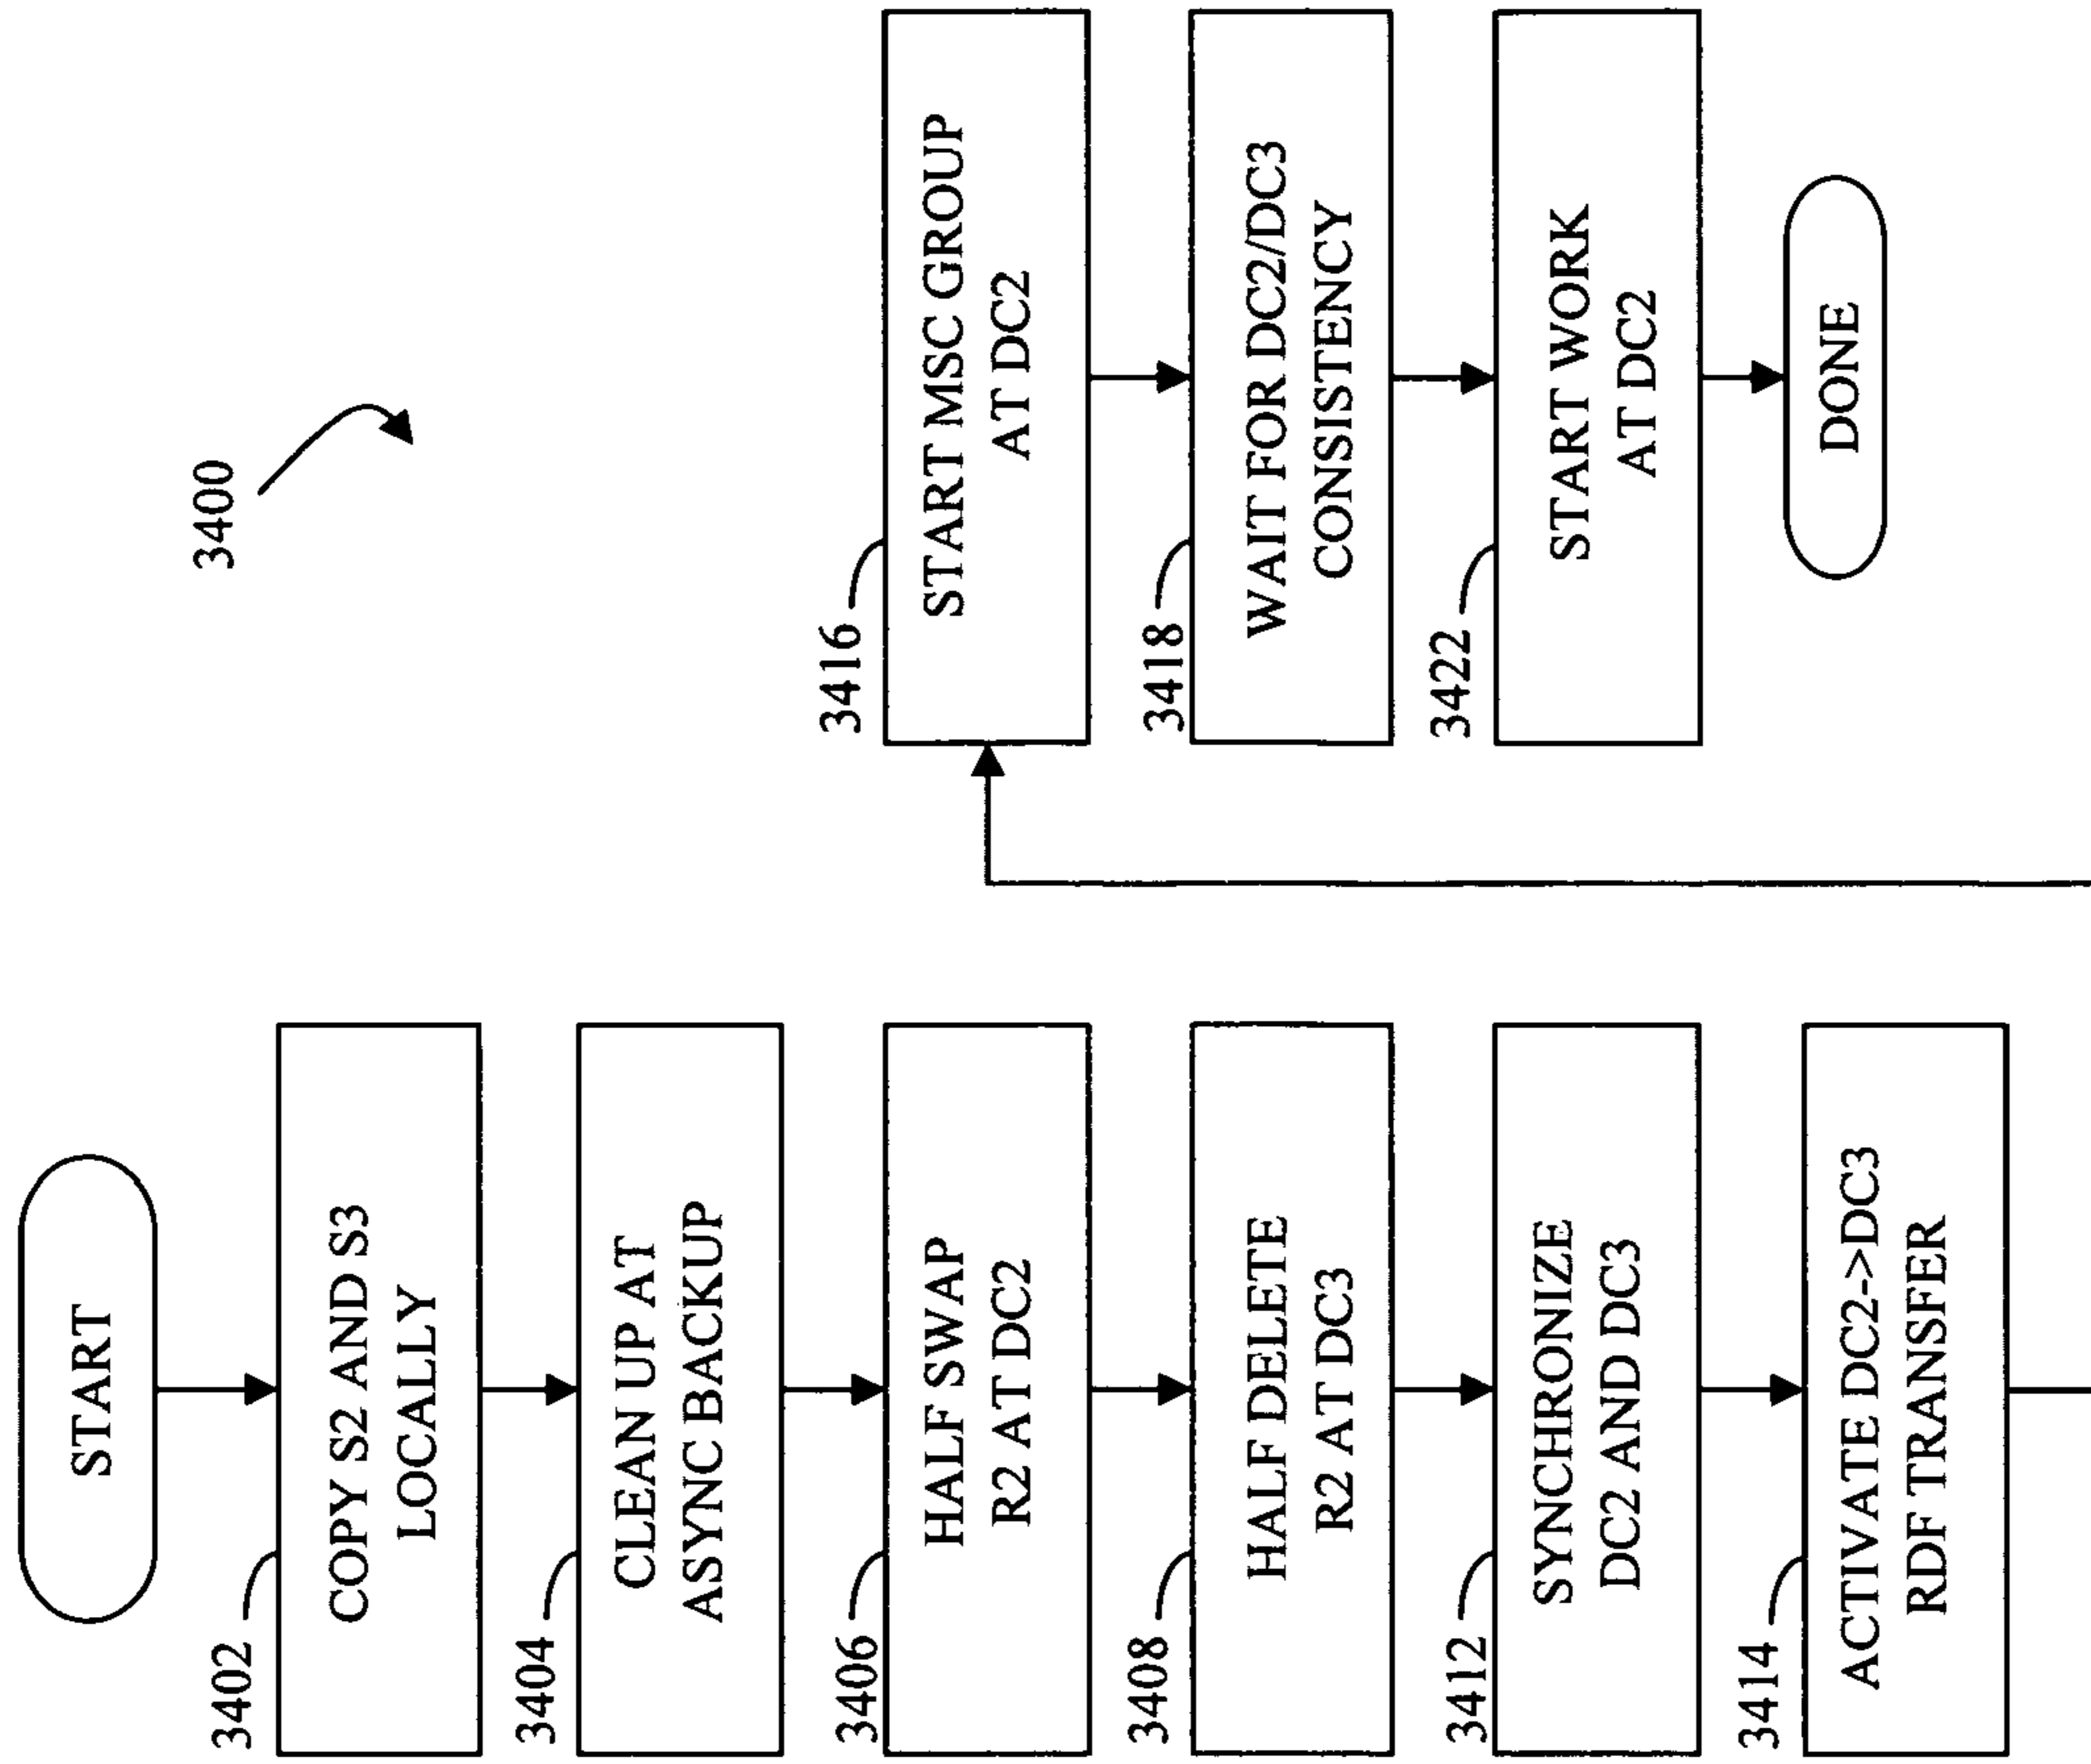 3400
START
3402
COPY S2 AND S3
LOCALLY
3404
CLEAN UP AT
ASYNC BACKUP
3406
HALF SWAP
R2 AT DC2
3408
HALF DELETE
R2 AT DC3
3412
SYNCHRONIZE
DC2 AND DC3
3414
ACTIVATE DC2->DC3
RDF TRANSFER
3416
START MSC GROUP
AT DC2
3418
WAIT FOR DC2/DC3
CONSISTENCY
3422
START WORK
AT DC2
DONE